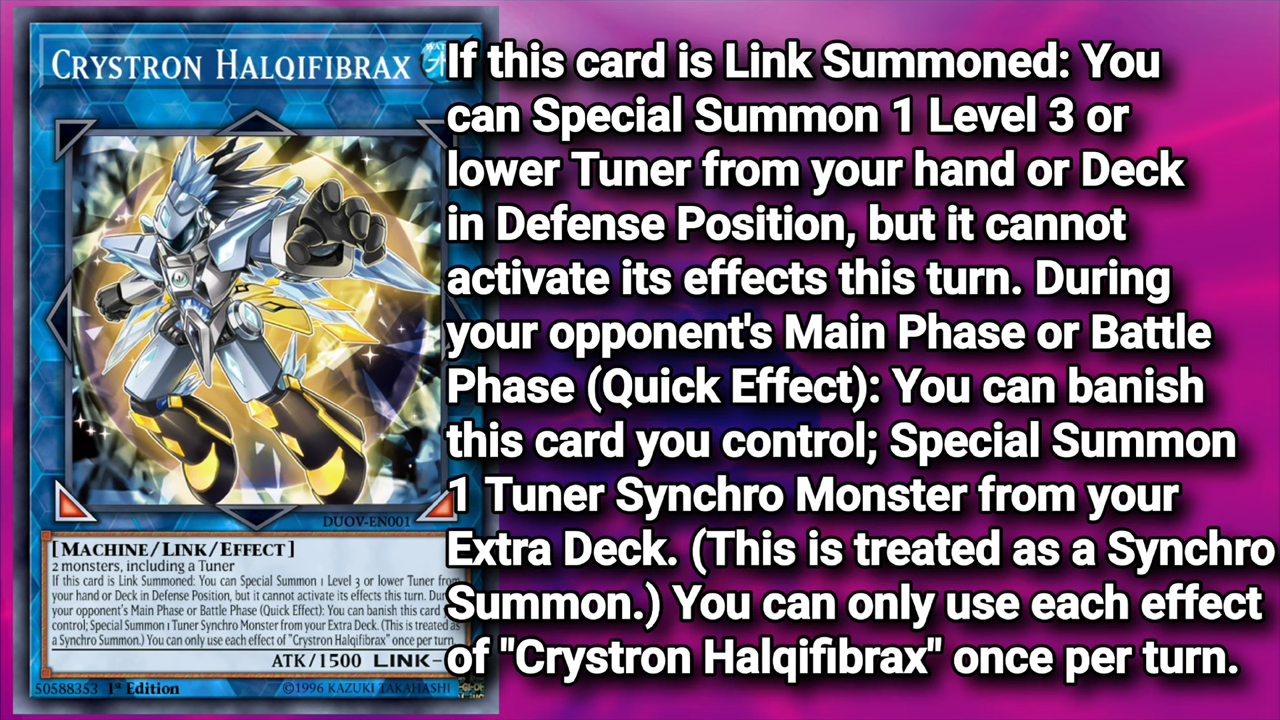 CRYSTRON HALQIFIBRAX
WAT
DUOV-EN001
[MACHINE/LINK/EFFECT]
2 monsters, including a Tuner
If this card is Link Summoned: You can Special Summon 1 Level 3 or lower Tuner from
your hand or Deck in Defense Position, but it cannot activate its effects this turn. Dur
your opponent's Main Phase or Battle Phase (Quick Effect): You can banish this card
control; Special Summon 1 Tuner Synchro Monster from your Extra Deck. (This is treated as
a Synchro Summon.) You can only use each effect of "Crystron Halqifibrax" once per turn.
ATK/1500 LINK-
50588353 1st Edition ©1996 KAZUKI TAKAHASHI
If this card is Link Summoned: You
can Special Summon 1 Level 3 or
lower Tuner from your hand or Deck
in Defense Position, but it cannot
activate its effects this turn. During
your opponent's Main Phase or Battle
Phase (Quick Effect): You can banish
this card you control; Special Summon
1 Tuner Synchro Monster from your
Extra Deck. (This is treated as a Synchro
Summon.) You can only use each effect
of "Crystron Halqifibrax" once per turn.